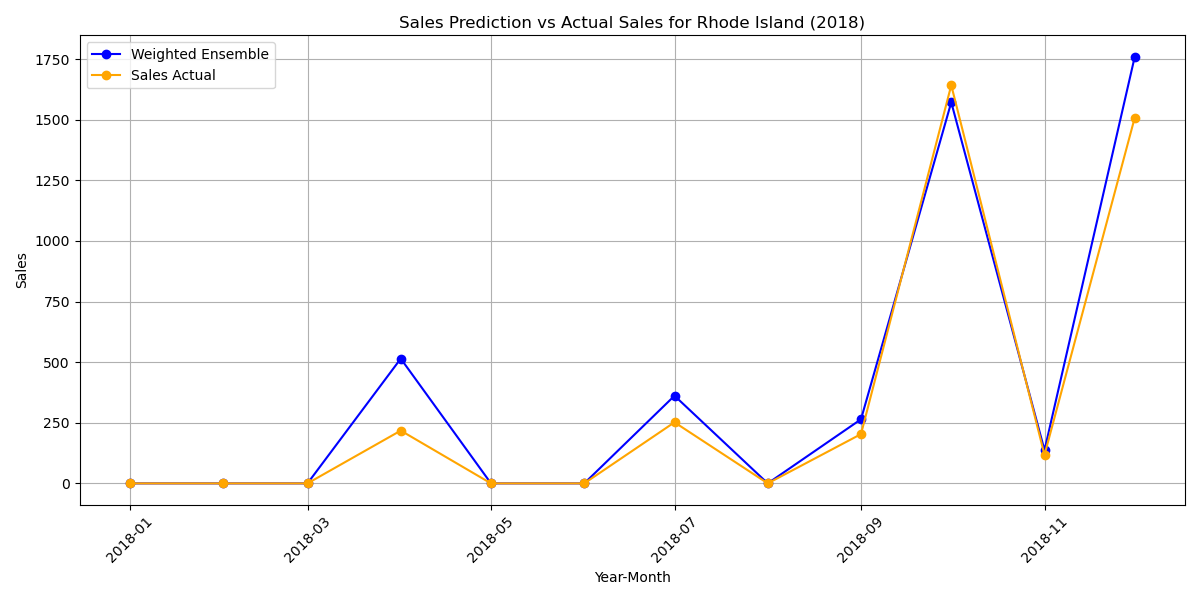 Sales Prediction vs Actual Sales for Rhode Island (2018)
Weighted Ensemble
Sales Actual
1750
1500
1250
1000
750
500
250
0
Sales
2018-01
2018-03
2018-05
2018-07
2018-09
2018-11
Year-Month